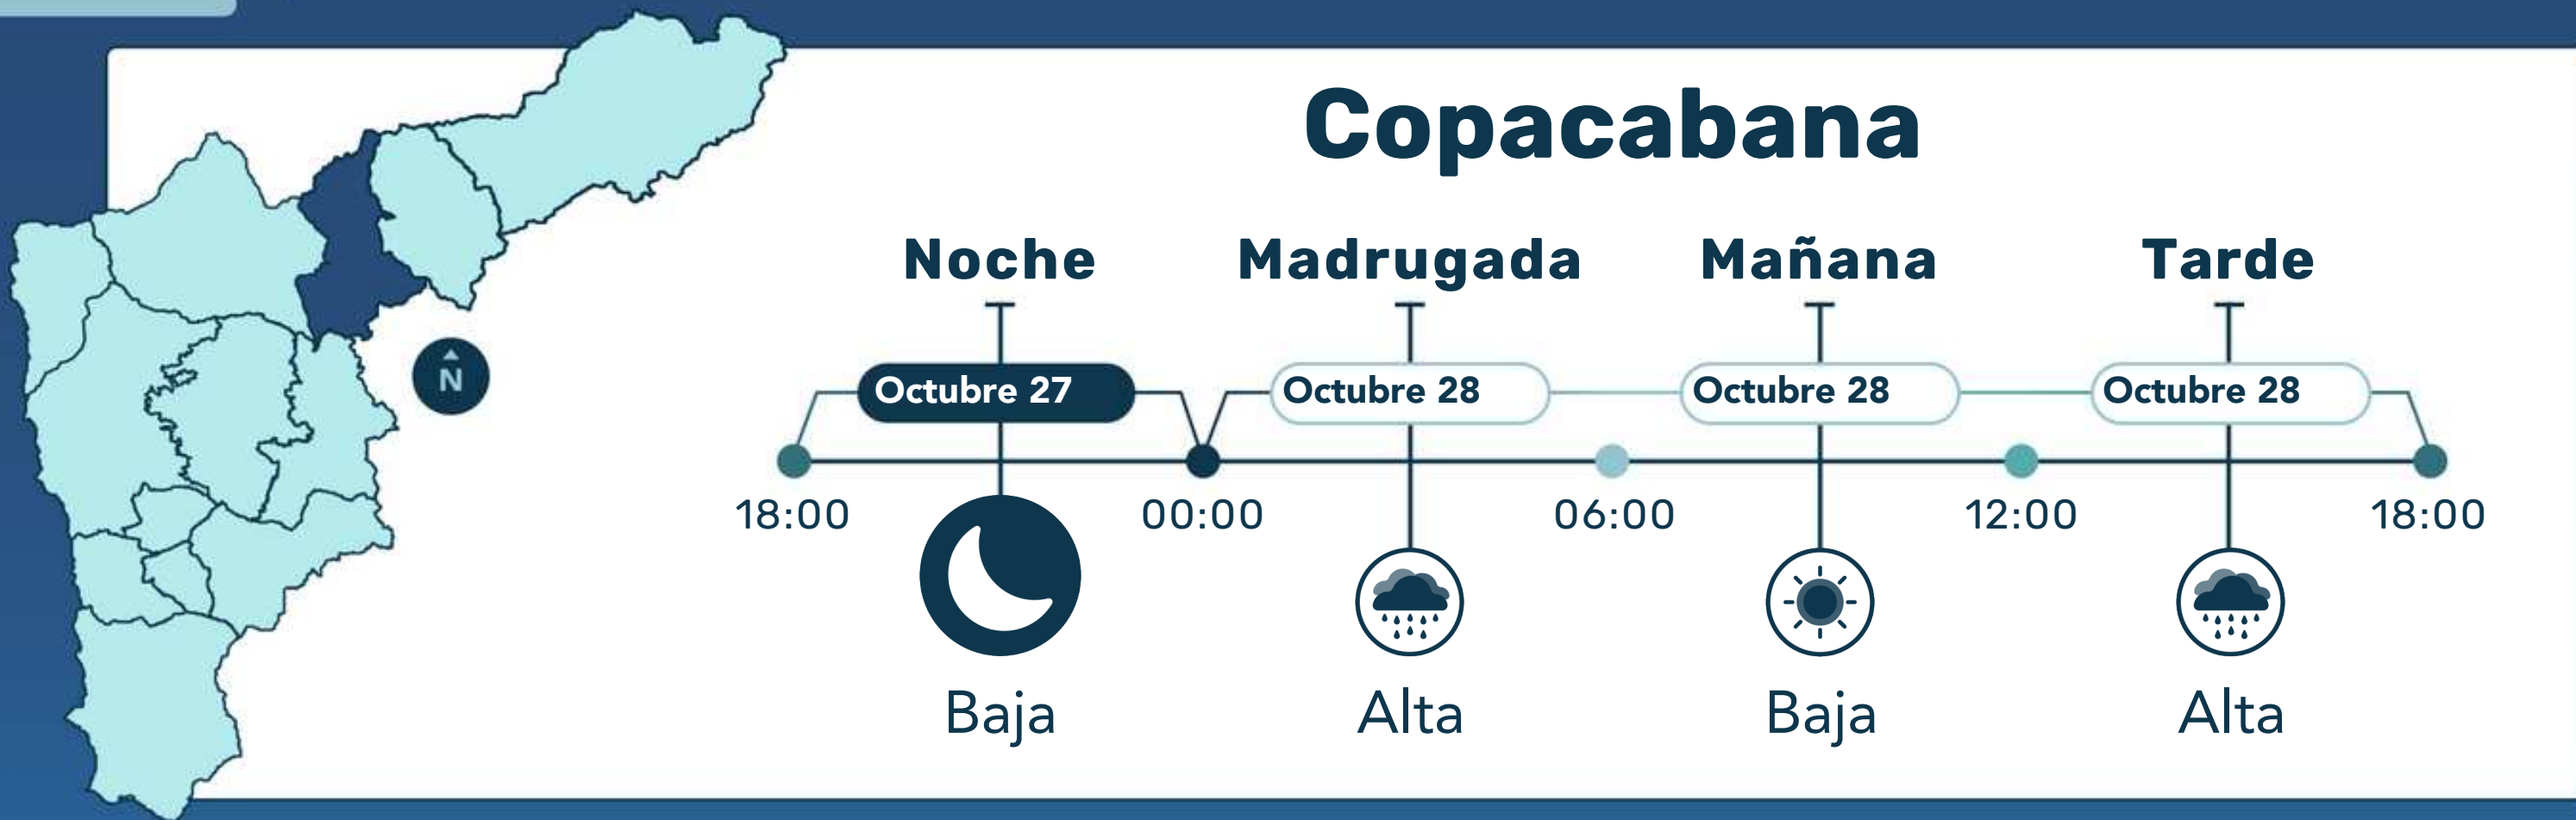 Copacabana
Noche Madrugada Mañana Tarde
Octubre 27 Octubre 28 Octubre 28 Octubre 28
N
18:00 00:00 06:00 12:00 18:00
Baja Alta Baja Alta